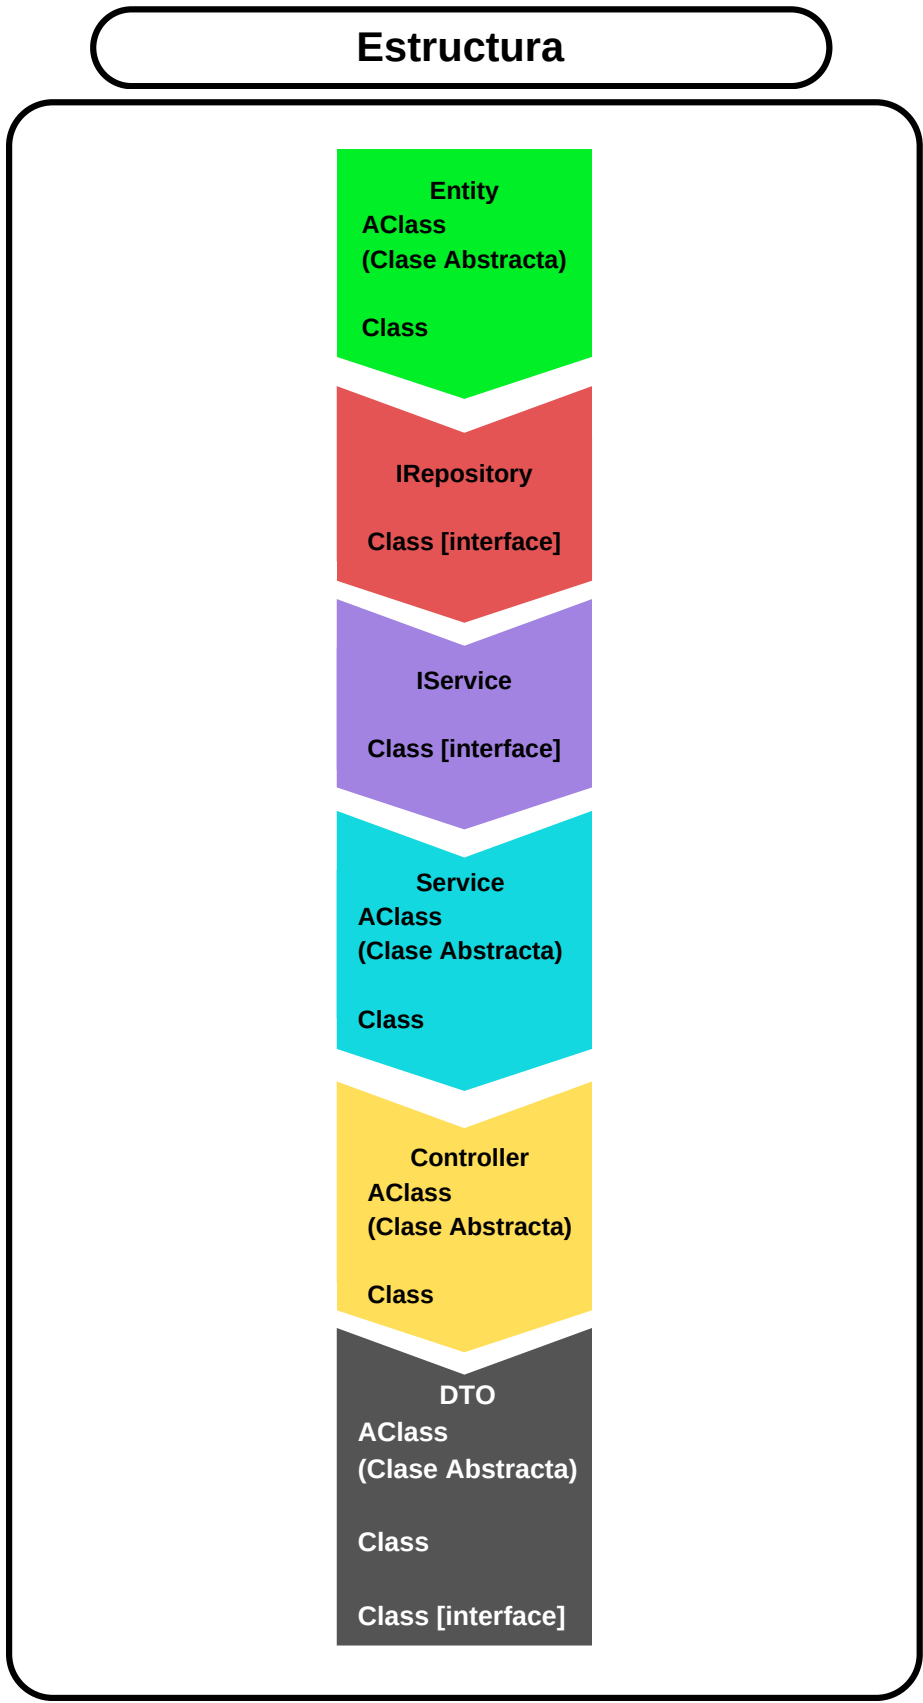 Estructura
Entity
AClass
(Clase Abstracta)
Class
IRepository
Class [interface]
IService
Class [interface]
Service
AClass
(Clase Abstracta)
Class
Controller
AClass
(Clase Abstracta)
Class
DTO
AClass
(Clase Abstracta)
Class
Class [interface]